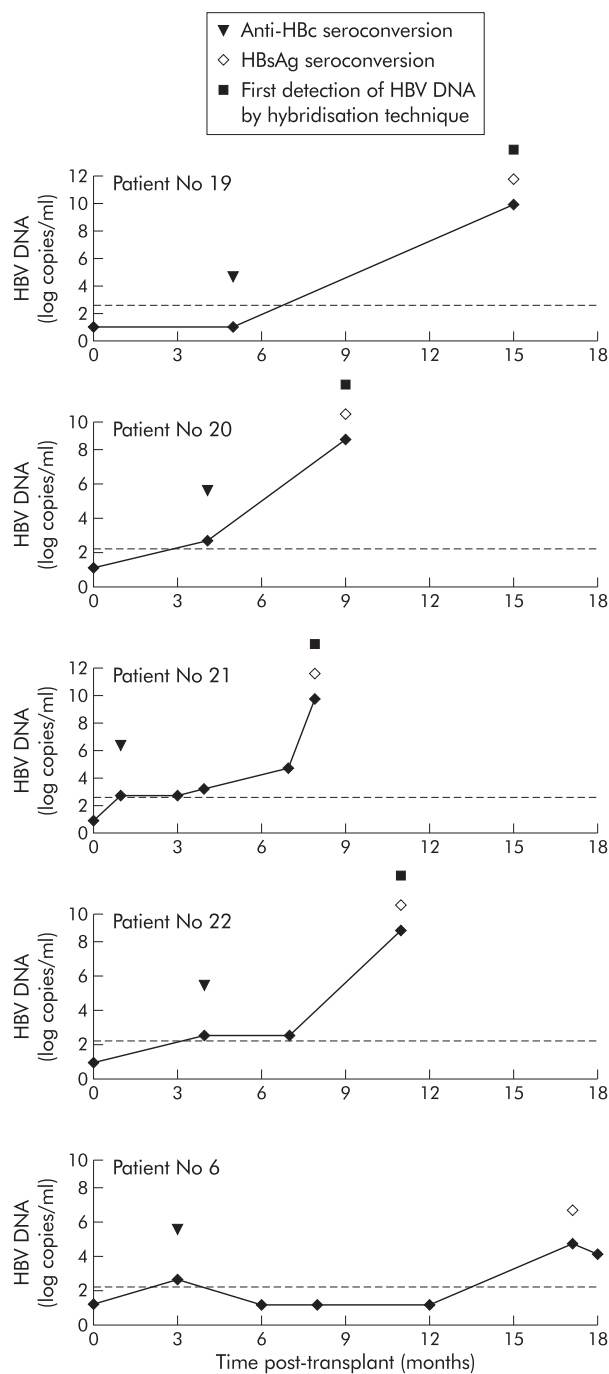 Anti-HBc seroconversion
HBsAg seroconversion
First detection of HBV DNA
by hybridisation technique
Patient No 19
HBV DNA
(log copies/ml)
12
10
8
6
4
2
0
0 3 6 9 12 15 18
Patient No 20
HBV DNA
(log copies/ml)
10
8
6
4
2
0
0 3 6 9 12 15 18
Patient No 21
HBV DNA
(log copies/ml)
12
10
8
6
4
2
0
0 3 6 9 12 15 18
Patient No 22
HBV DNA
(log copies/ml)
10
8
6
4
2
0
0 3 6 9 12 15 18
Patient No 6
HBV DNA
(log copies/ml)
10
8
6
4
2
0
0 3 6 9 12 15 18
Time post-transplant (months)